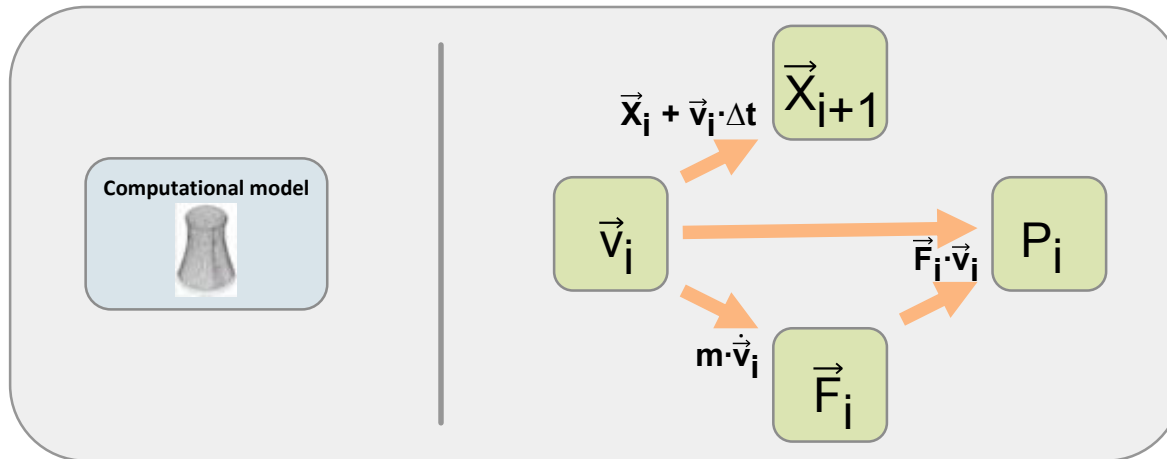 Computational model
X⃗ᵢ₊₁
X⃗ᵢ + v⃗ᵢ·Δt
v⃗ᵢ
F⃗ᵢ·v⃗ᵢ
Pᵢ
m·v⃗̇ᵢ
F⃗ᵢ